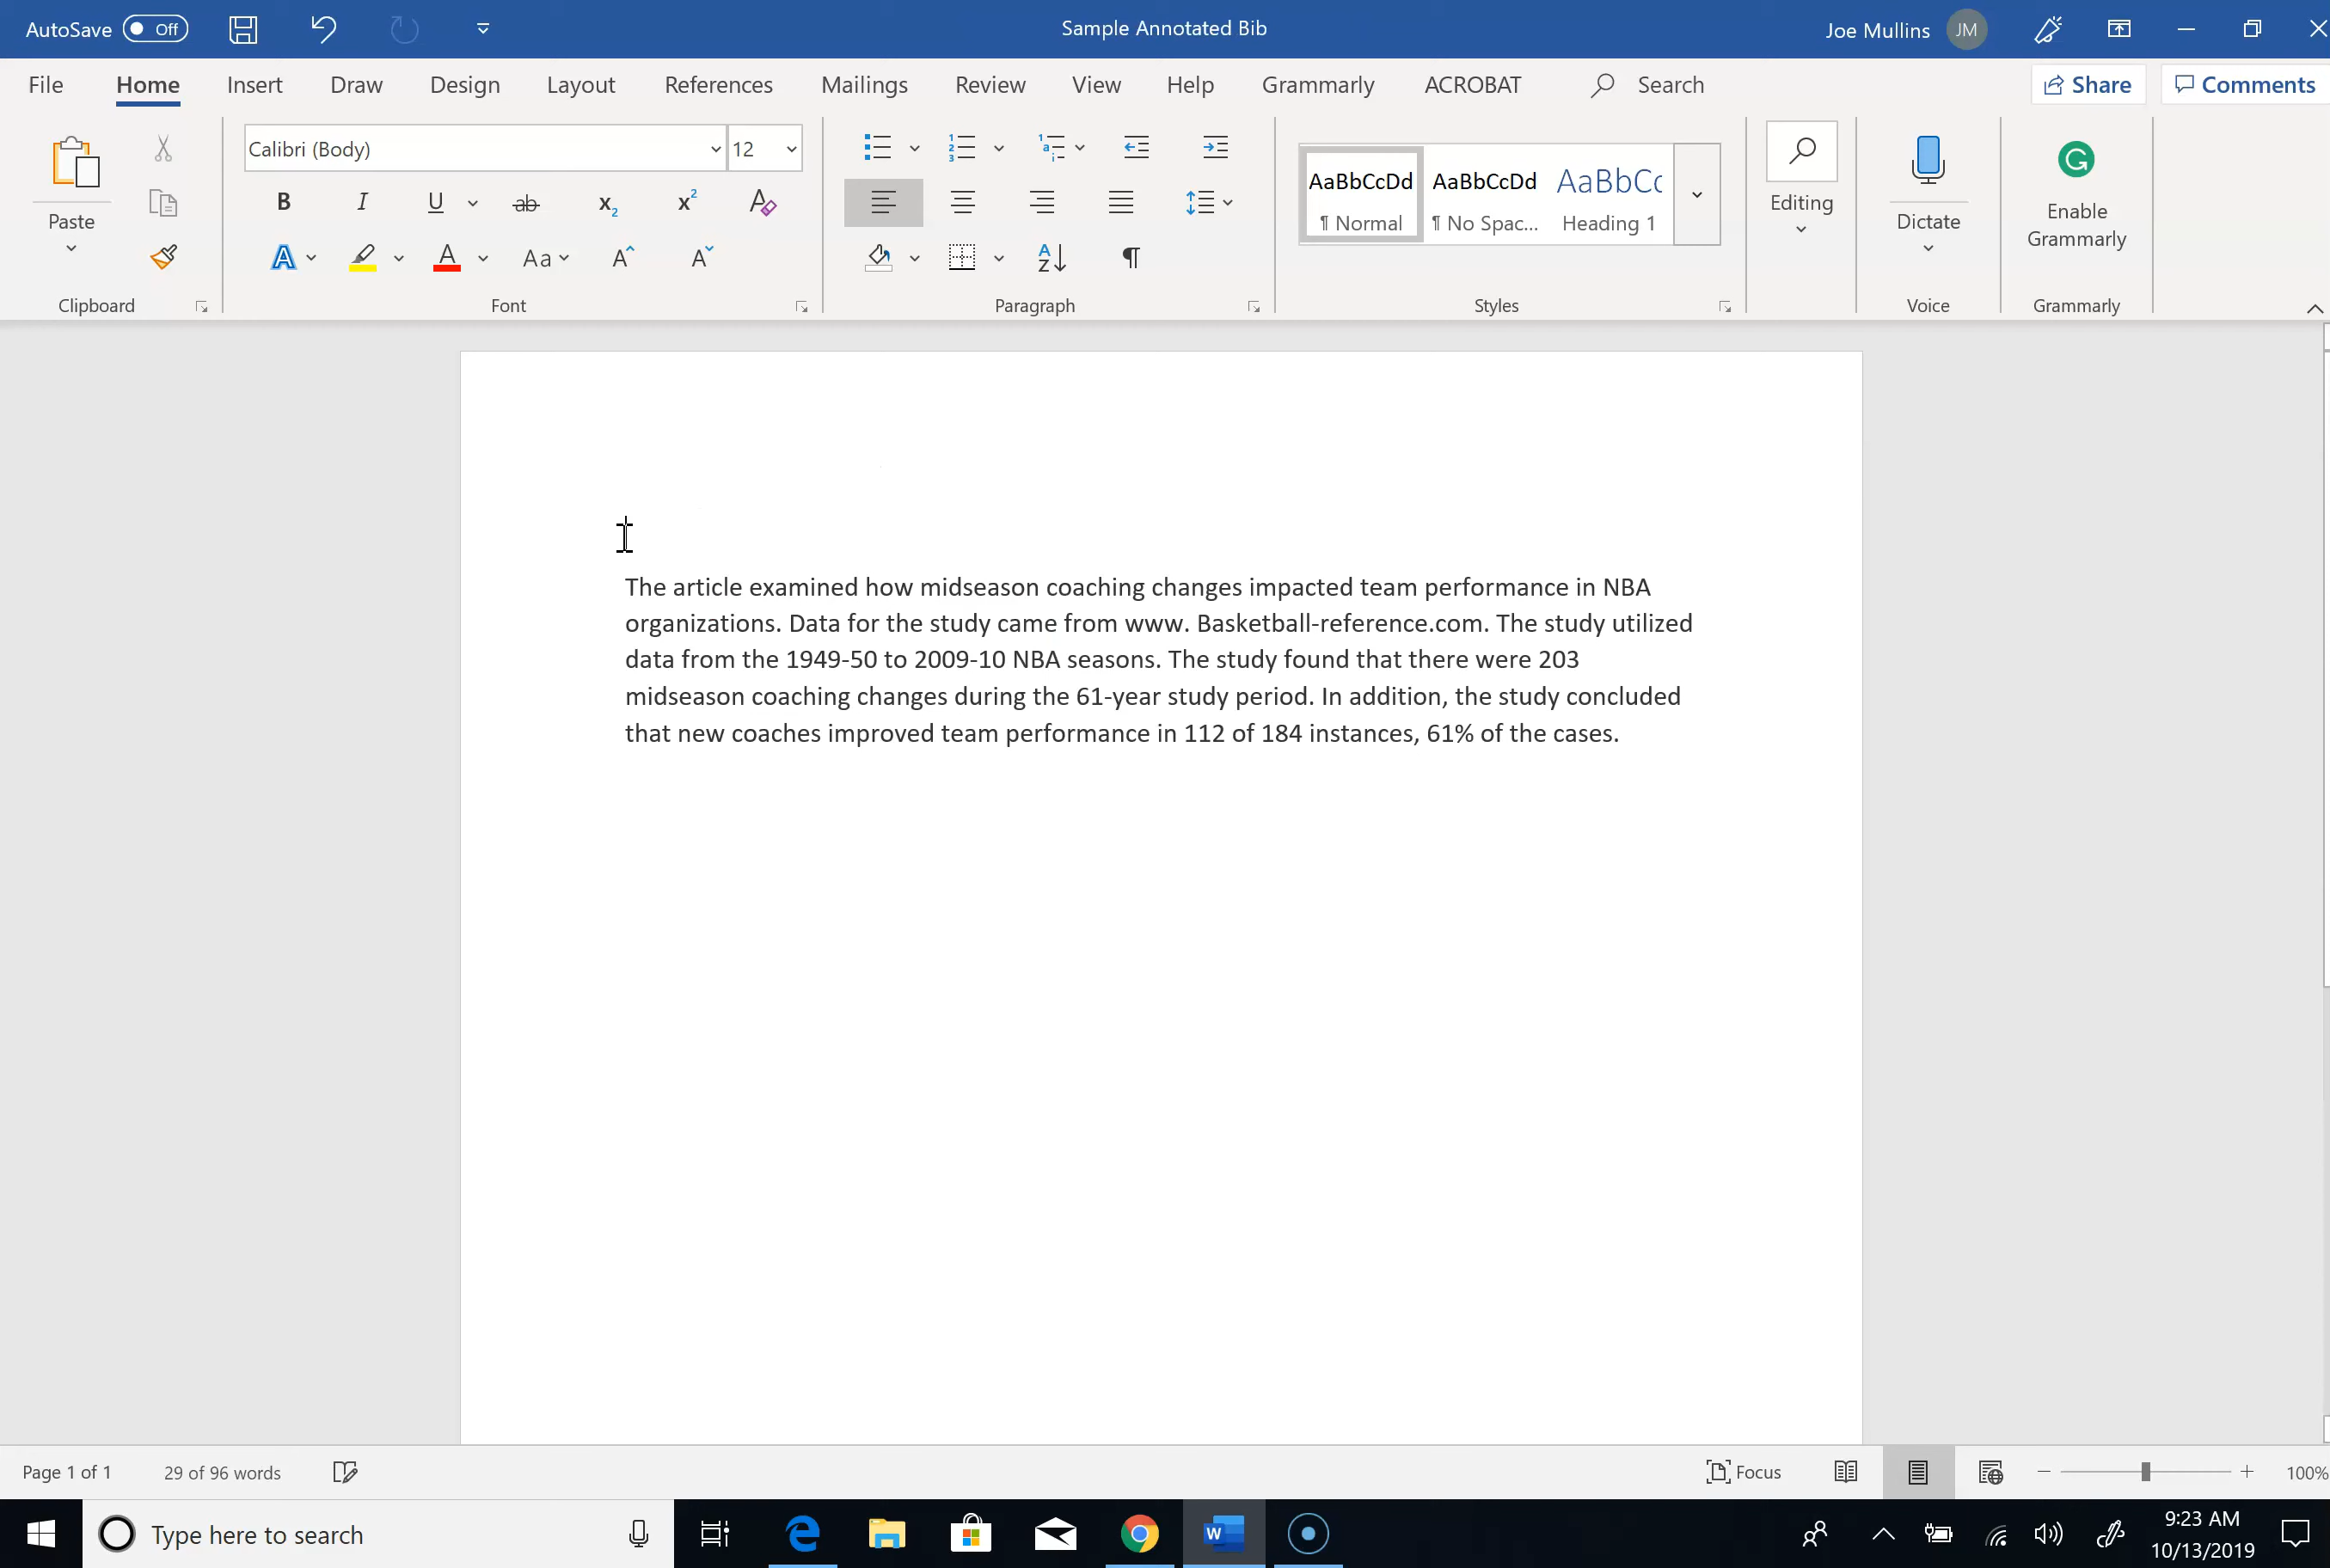 AutoSave Off Sample Annotated Bib Joe Mullins JM
File Home Insert Draw Design Layout References Mailings Review View Help Grammarly ACROBAT Search Share Comments
Paste
Calibri (Body) 12
B I U ab x2 x2 A
A A Aa A A
AaBbCcDd AaBbCcDd AaBbCc
¶ Normal ¶ No Spac... Heading 1
Editing
Dictate
Enable
Grammarly
Clipboard Font Paragraph Styles Voice Grammarly
The article examined how midseason coaching changes impacted team performance in NBA
organizations. Data for the study came from www. Basketball-reference.com. The study utilized
data from the 1949-50 to 2009-10 NBA seasons. The study found that there were 203
midseason coaching changes during the 61-year study period. In addition, the study concluded
that new coaches improved team performance in 112 of 184 instances, 61% of the cases.
Page 1 of 1 29 of 96 words Focus 100%
Type here to search
9:23 AM
10/13/2019